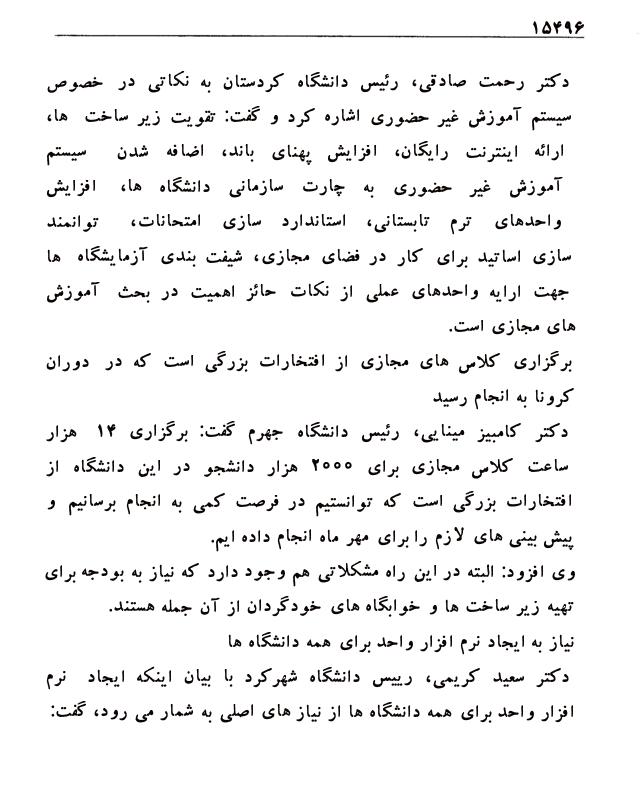 ۱۵۴۹۶
دکتر رحمت صادقی، رئیس دانشگاه کردستان به نکاتی در خصوص
سیستم آموزش غیر حضوری اشاره کرد و گفت: تقویت زیر ساخت ها،
ارائه اینترنت رایگان، افزایش پهنای باند، اضافه شدن سیستم
آموزش غیر حضوری به چارت سازمانی دانشگاه ها، افزایش
واحدهای ترم تابستانی، استاندارد سازی امتحانات، توانمند
سازی اساتید برای کار در فضای مجازی، شیفت بندی آزمایشگاه ها
جهت ارایه واحدهای عملی از نکات حائز اهمیت در بحث آموزش
های مجازی است.
برگزاری کلاس های مجازی از افتخارات بزرگی است که در دوران
کرونا به انجام رسید
دکتر کامبیز مینایی، رئیس دانشگاه جهرم گفت: برگزاری ۱۴ هزار
ساعت کلاس مجازی برای ۲۰۰۰ هزار دانشجو در این دانشگاه از
افتخارات بزرگی است که توانستیم در فرصت کمی به انجام برسانیم و
پیش بینی های لازم را برای مهر ماه انجام داده ایم.
وی افزود: البته در این راه مشکلاتی هم وجود دارد که نیاز به بودجه برای
تهیه زیر ساخت ها و خوابگاه های خودگردان از آن جمله هستند.
نیاز به ایجاد نرم افزار واحد برای همه دانشگاه ها
دکتر سعید کریمی، رییس دانشگاه شهرکرد با بیان اینکه ایجاد نرم
افزار واحد برای همه دانشگاه ها از نیاز های اصلی به شمار می رود، گفت: